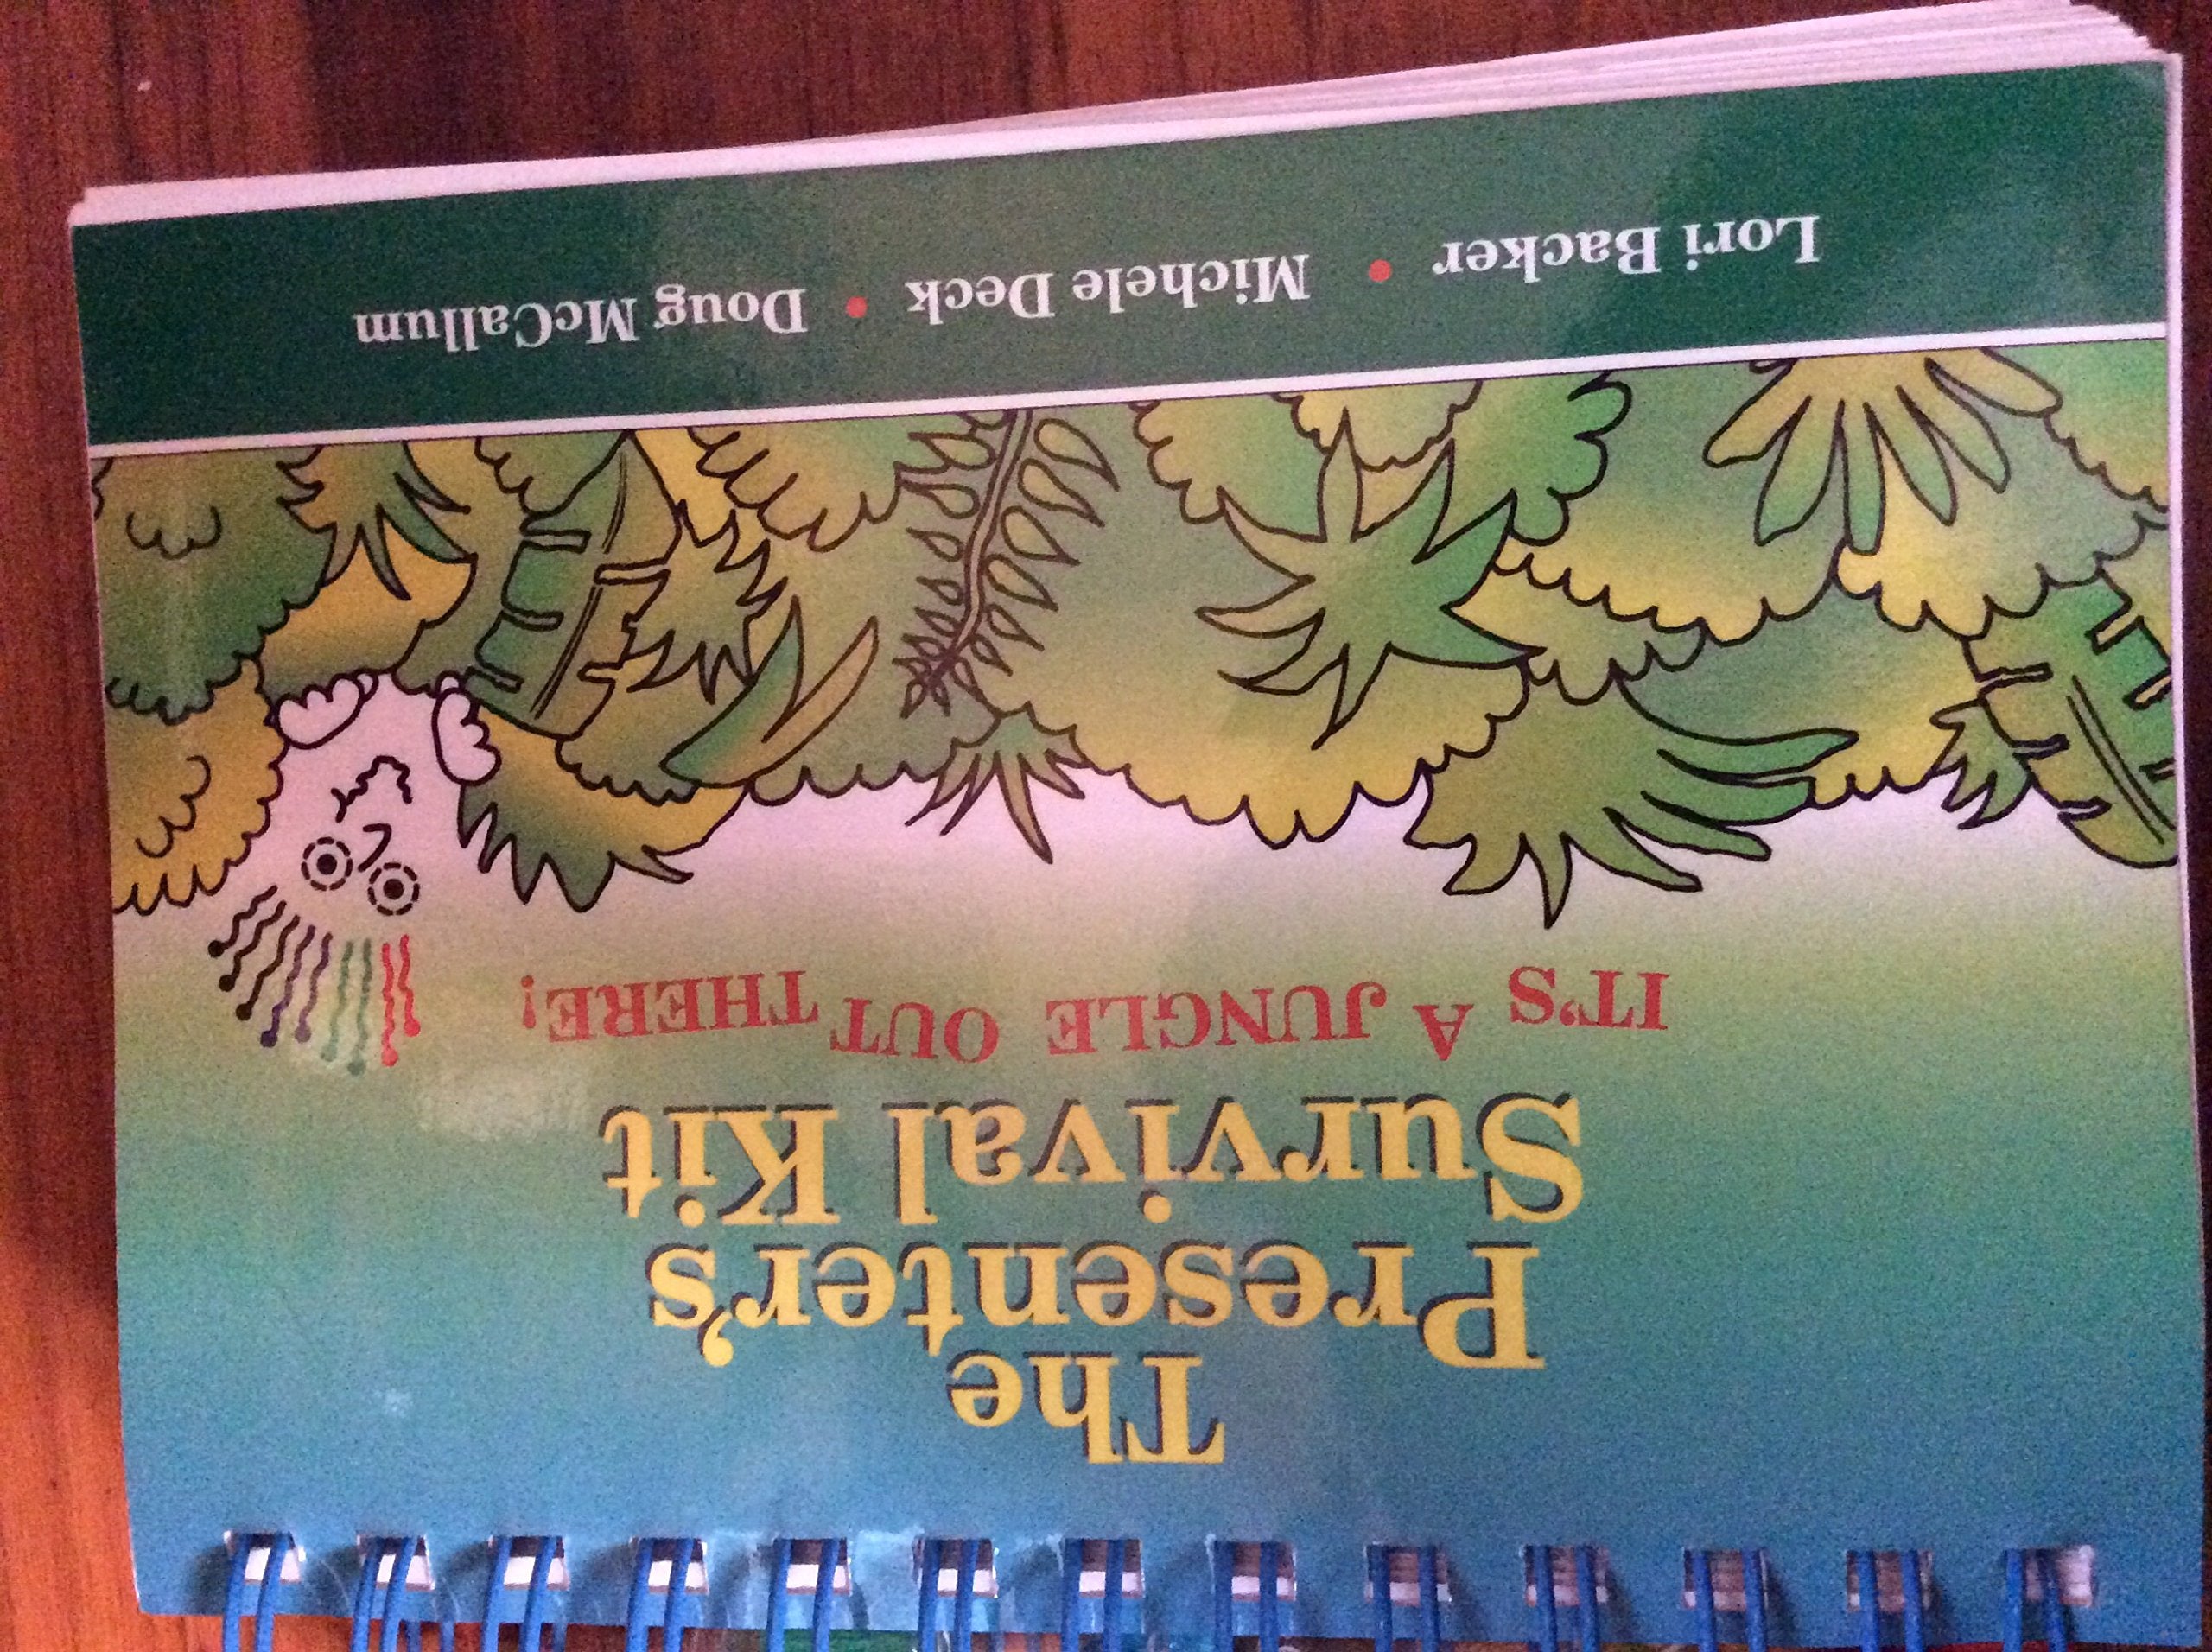 The
Presenter's
Survival Kit
IT'S A JUNGLE OUT THERE!
Lori Backer • Michele Deck • Doug McCallum